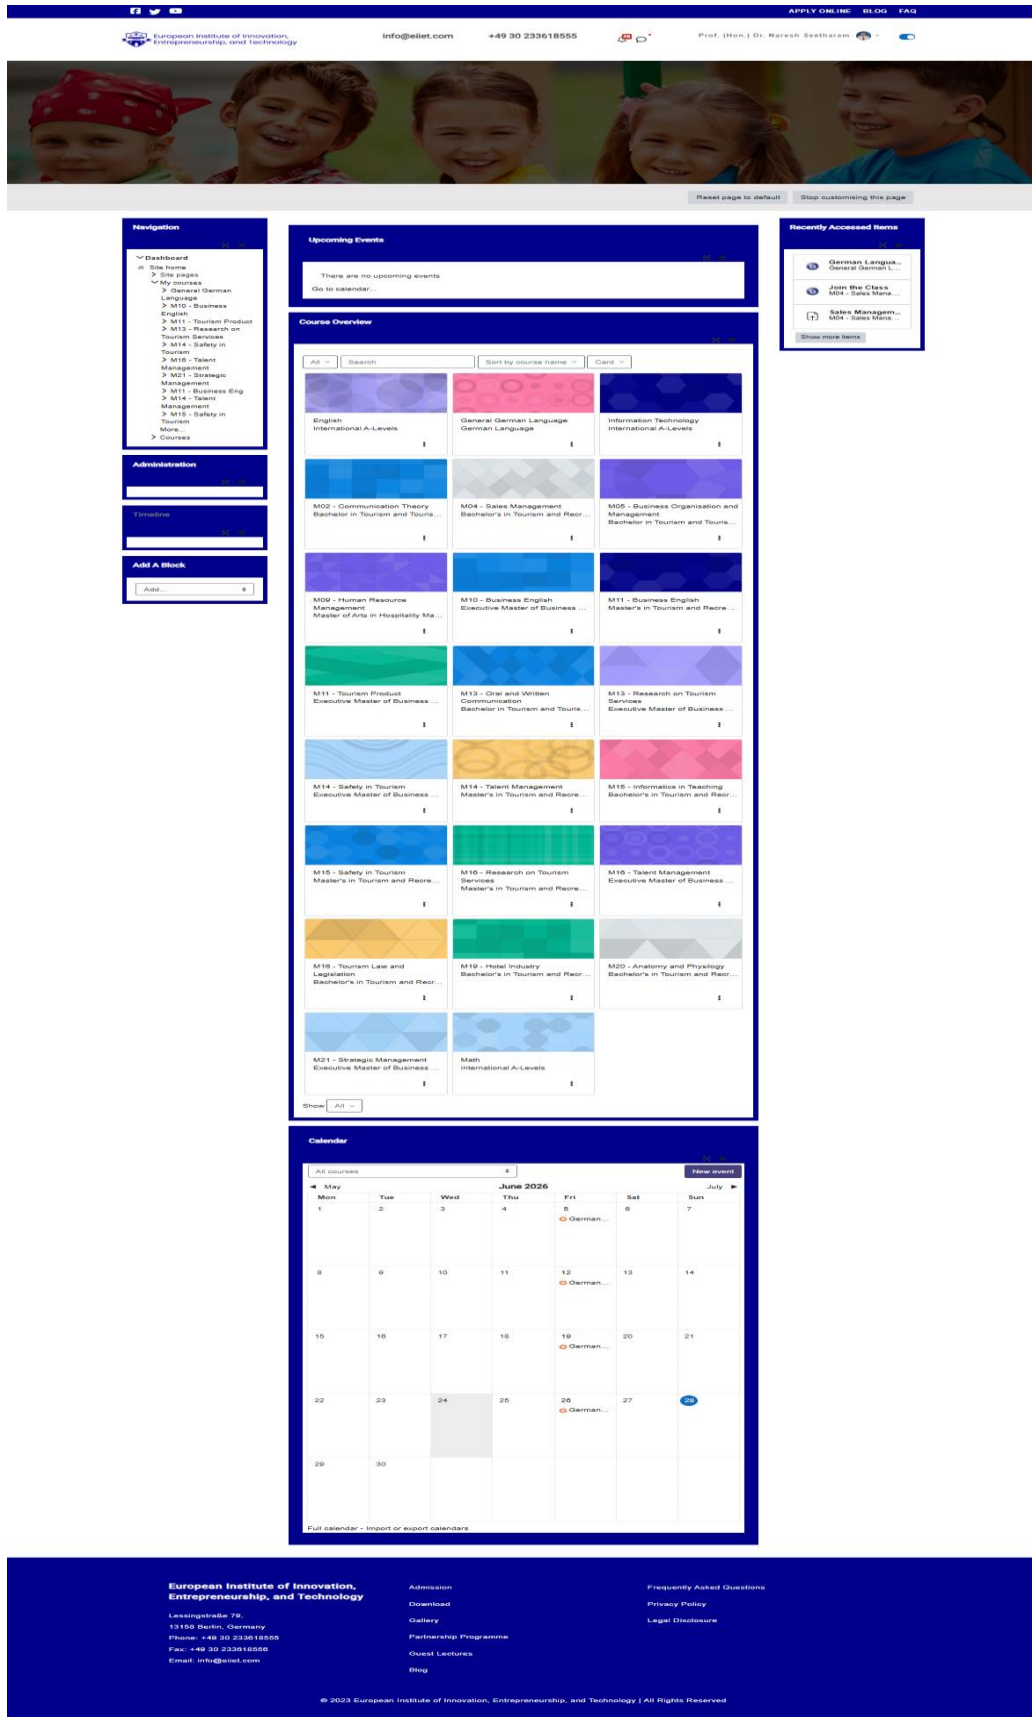 APPLY ONLINE BLOG FAQ
European Institute of Innovation,
Entrepreneurship, and Technology
info@eiiet.com
+49 30 233618555
Prof. (Hon.) Dr. Naresh Seetharam
Reset page to default
Stop customising this page
Navigation
Dashboard
Site home
Site pages
My courses
General German
Language
M10 - Business
English
M11 - Tourism Product
M13 - Research on
Tourism Services
M14 - Safety in
Tourism
M16 - Talent
Management
M21 - Strategic
Management
M11 - Business Eng
M14 - Talent
Management
M15 - Safety in
Tourism
More...
Courses
Administration
Timeline
Add A Block
Add...
Upcoming Events
There are no upcoming events
Go to calendar...
Course Overview
All
Search
Sort by course name
Card
English
International A-Levels
General German Language
German Language
Information Technology
International A-Levels
M02 - Communication Theory
Bachelor in Tourism and Touris...
M04 - Sales Management
Bachelor's in Tourism and Recr...
M05 - Business Organisation and
Management
Bachelor in Tourism and Touris...
M09 - Human Resource
Management
Master of Arts in Hospitality Ma...
M10 - Business English
Executive Master of Business ...
M11 - Business English
Master's in Tourism and Recre...
M11 - Tourism Product
Executive Master of Business ...
M13 - Oral and Written
Communication
Bachelor in Tourism and Touris...
M13 - Research on Tourism
Services
Executive Master of Business ...
M14 - Safety in Tourism
Executive Master of Business ...
M14 - Talent Management
Master's in Tourism and Recre...
M15 - Informatics in Teaching
Bachelor's in Tourism and Recr...
M15 - Safety in Tourism
Master's in Tourism and Recre...
M16 - Research on Tourism
Services
Master's in Tourism and Recre...
M16 - Talent Management
Executive Master of Business ...
M18 - Tourism Law and
Legislation
Bachelor's in Tourism and Recr...
M19 - Hotel Industry
Bachelor's in Tourism and Recr...
M20 - Anatomy and Physilogy
Bachelor's in Tourism and Recr...
M21 - Strategic Management
Executive Master of Business ...
Math
International A-Levels
Show All
Recently Accessed Items
German Langua...
General German L...
Join the Class
M04 - Sales Mana...
Sales Managem...
M04 - Sales Mana...
Show more items
Calendar
All courses
New event
◄ May
June 2026
July ►
Mon Tue Wed Thu Fri Sat Sun
1 2 3 4 5 6 7
German...
8 9 10 11 12 13 14
German...
15 16 17 18 19 20 21
German...
22 23 24 25 26 27 28
German...
29 30
Full calendar - Import or export calendars
European Institute of Innovation,
Entrepreneurship, and Technology
Lessingstraße 79,
13158 Berlin, Germany
Phone: +49 30 233618555
Fax: +49 30 233618556
Email: info@eiiet.com
Admission
Download
Gallery
Partnership Programme
Guest Lectures
Blog
Frequently Asked Questions
Privacy Policy
Legal Disclosure
© 2023 European Institute of Innovation, Entrepreneurship, and Technology | All Rights Reserved